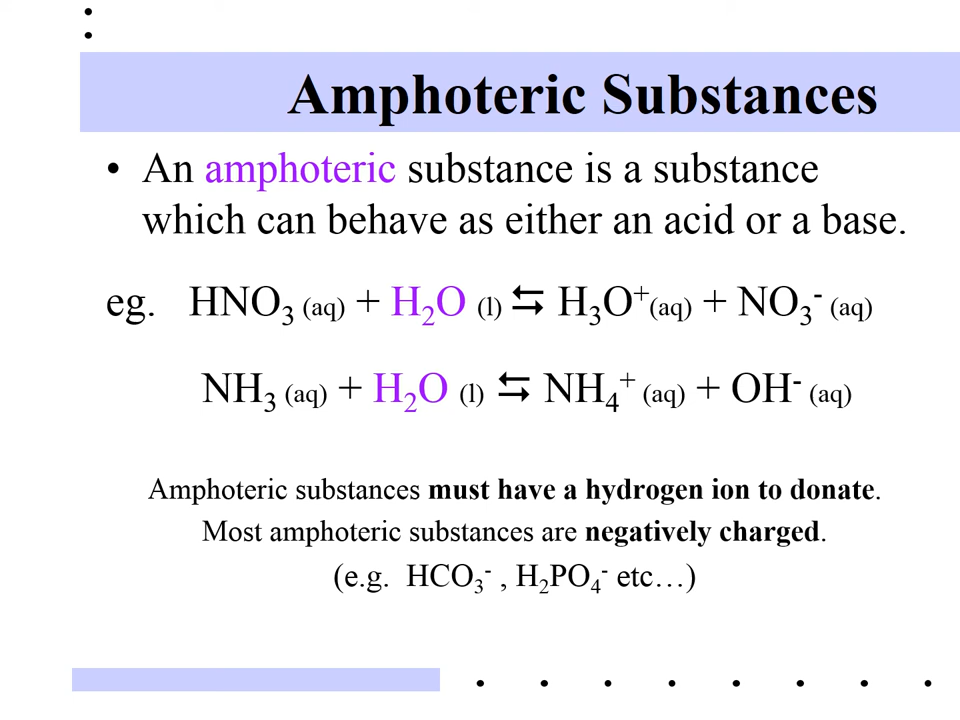 Amphoteric Substances
• An amphoteric substance is a substance
which can behave as either an acid or a base.
eg. HNO₃ (aq) + H₂O (l) ⇆ H₃O⁺(aq) + NO₃⁻ (aq)
NH₃ (aq) + H₂O (l) ⇆ NH₄⁺ (aq) + OH⁻ (aq)
Amphoteric substances must have a hydrogen ion to donate.
Most amphoteric substances are negatively charged.
(e.g. HCO₃⁻ , H₂PO₄⁻ etc…)